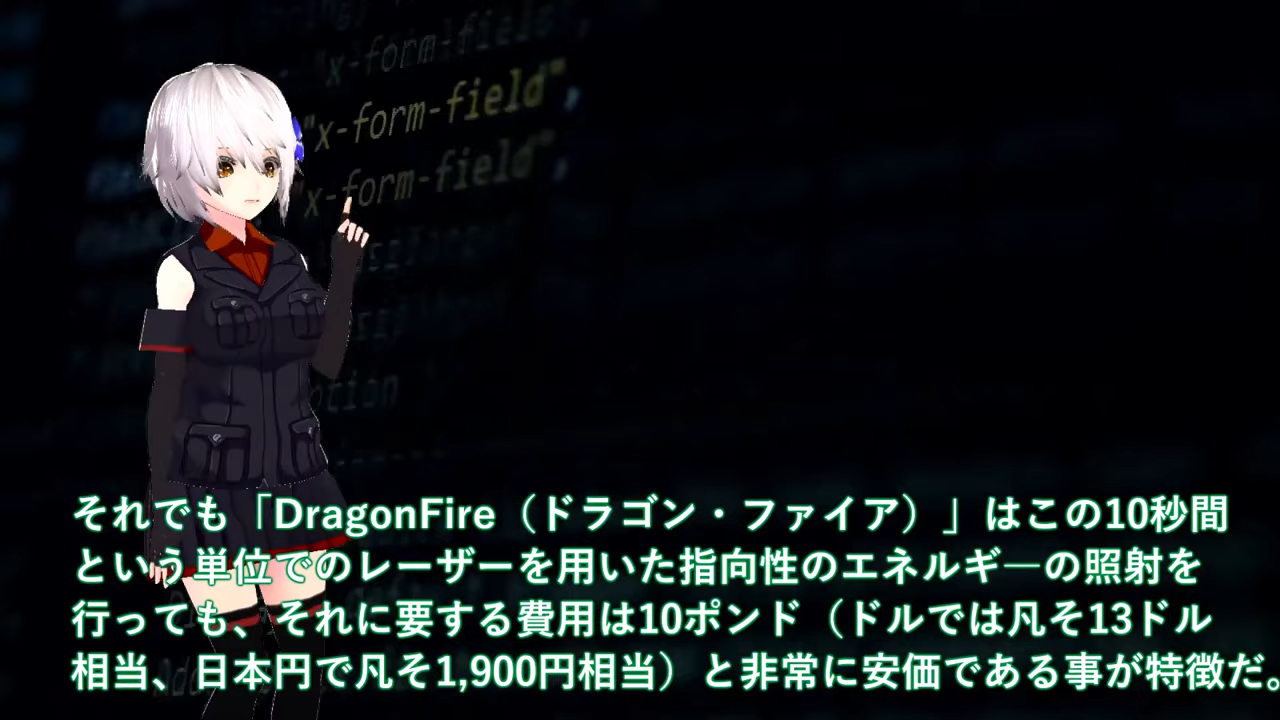 "x-form-field",
"x-form-field",
"x-form-field",
それでも「DragonFire（ドラゴン・ファイア）」はこの10秒間
という単位でのレーザーを用いた指向性のエネルギ―の照射を
行っても、それに要する費用は10ポンド（ドルでは凡そ13ドル
相当、日本円で凡そ1,900円相当）と非常に安価である事が特徴だ。